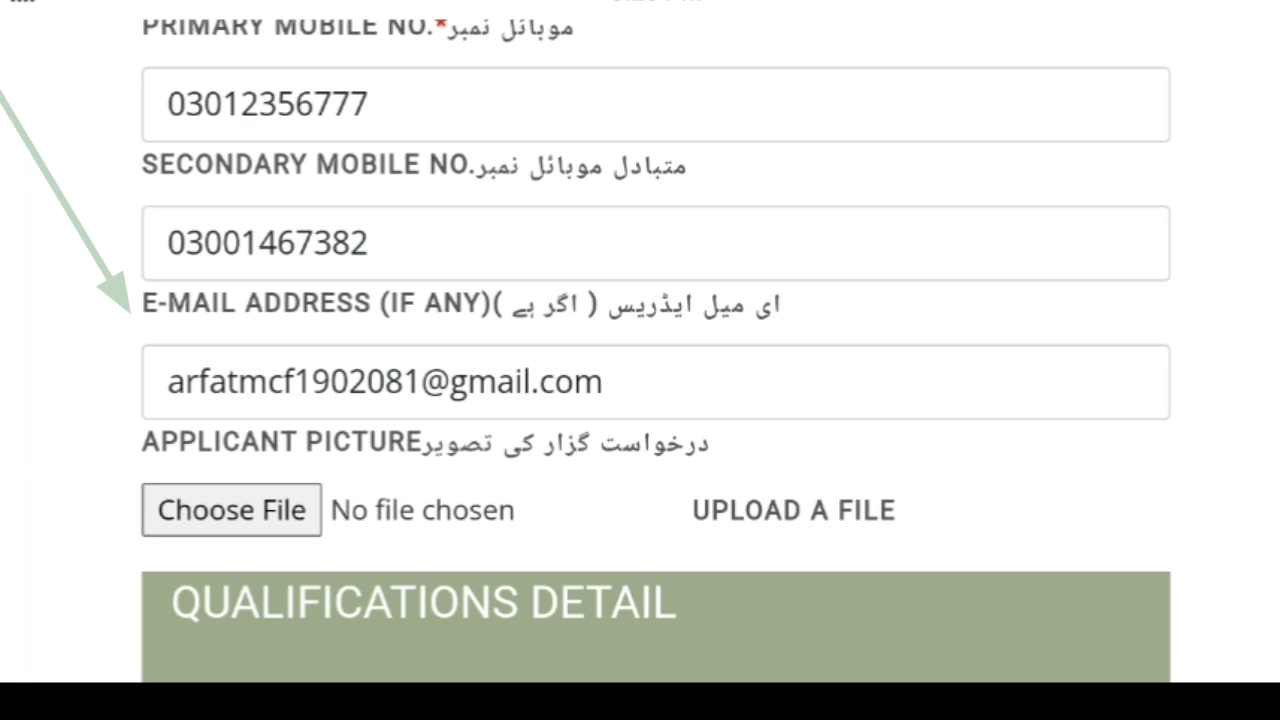 PRIMARY MOBILE NO.*موبائل نمبر
03012356777
SECONDARY MOBILE NO.متبادل موبائل نمبر
03001467382
E-MAIL ADDRESS (IF ANY)( ای میل ایڈریس ( اگر ہے
arfatmcf1902081@gmail.com
APPLICANT PICTUREدرخواست گزار کی تصویر
Choose File No file chosen UPLOAD A FILE
QUALIFICATIONS DETAIL